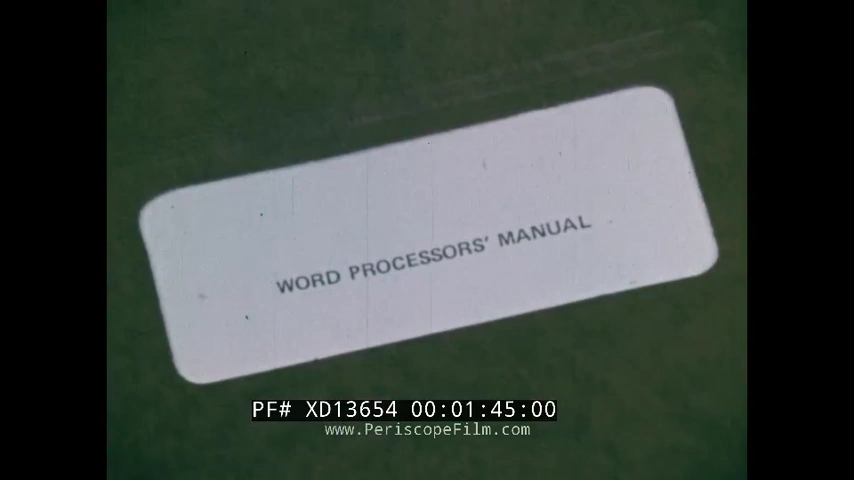 WORD PROCESSORS' MANUAL
PF# XD13654 00:01:45:00
www.PeriscopeFilm.com